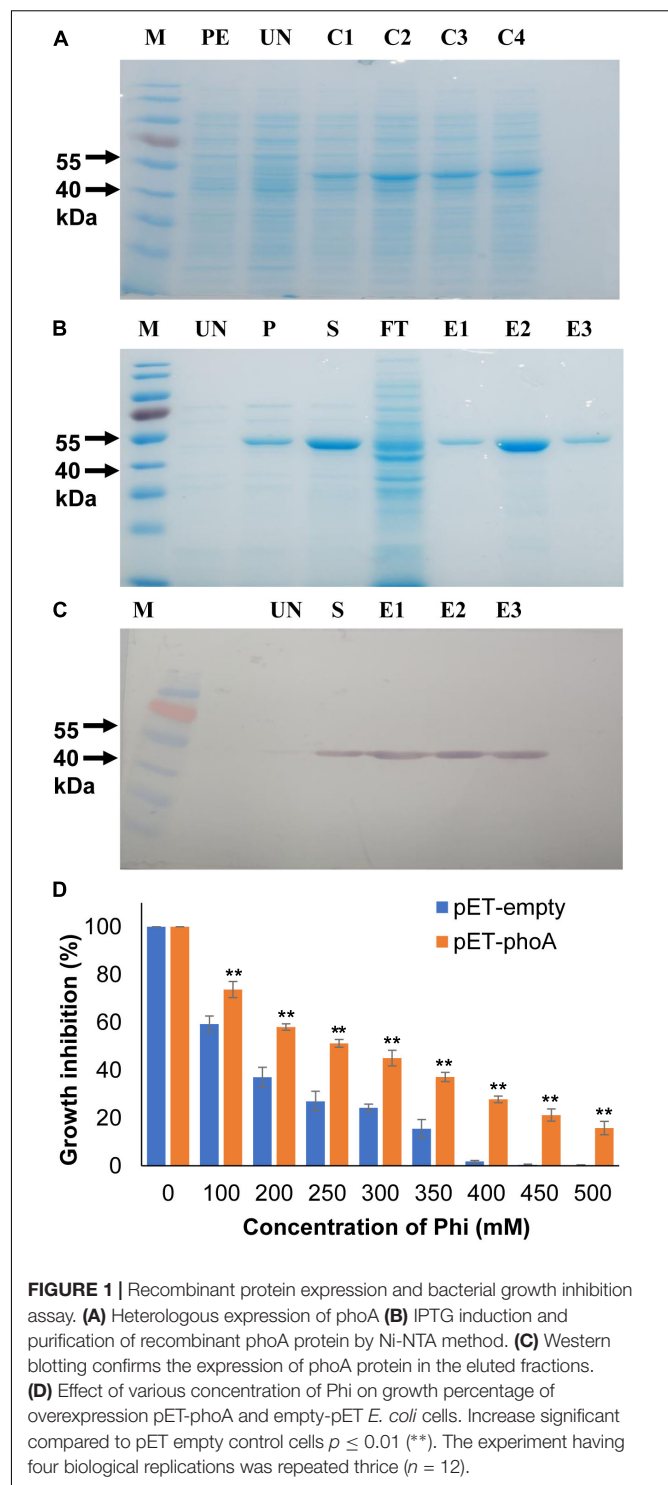 A
M PE UN C1 C2 C3 C4
55
40
kDa
B
M UN P S FT E1 E2 E3
55
40
kDa
C
M UN S E1 E2 E3
55
40
kDa
D
pET-empty
pET-phoA
Growth inhibition (%)
100
80
60
40
20
0
** ** ** ** ** ** ** **
0 100 200 250 300 350 400 450 500
Concentration of Phi (mM)
FIGURE 1 | Recombinant protein expression and bacterial growth inhibition
assay. (A) Heterologous expression of phoA (B) IPTG induction and
purification of recombinant phoA protein by Ni-NTA method. (C) Western
blotting confirms the expression of phoA protein in the eluted fractions.
(D) Effect of various concentration of Phi on growth percentage of
overexpression pET-phoA and empty-pET E. coli cells. Increase significant
compared to pET empty control cells p ≤ 0.01 (**). The experiment having
four biological replications was repeated thrice (n = 12).